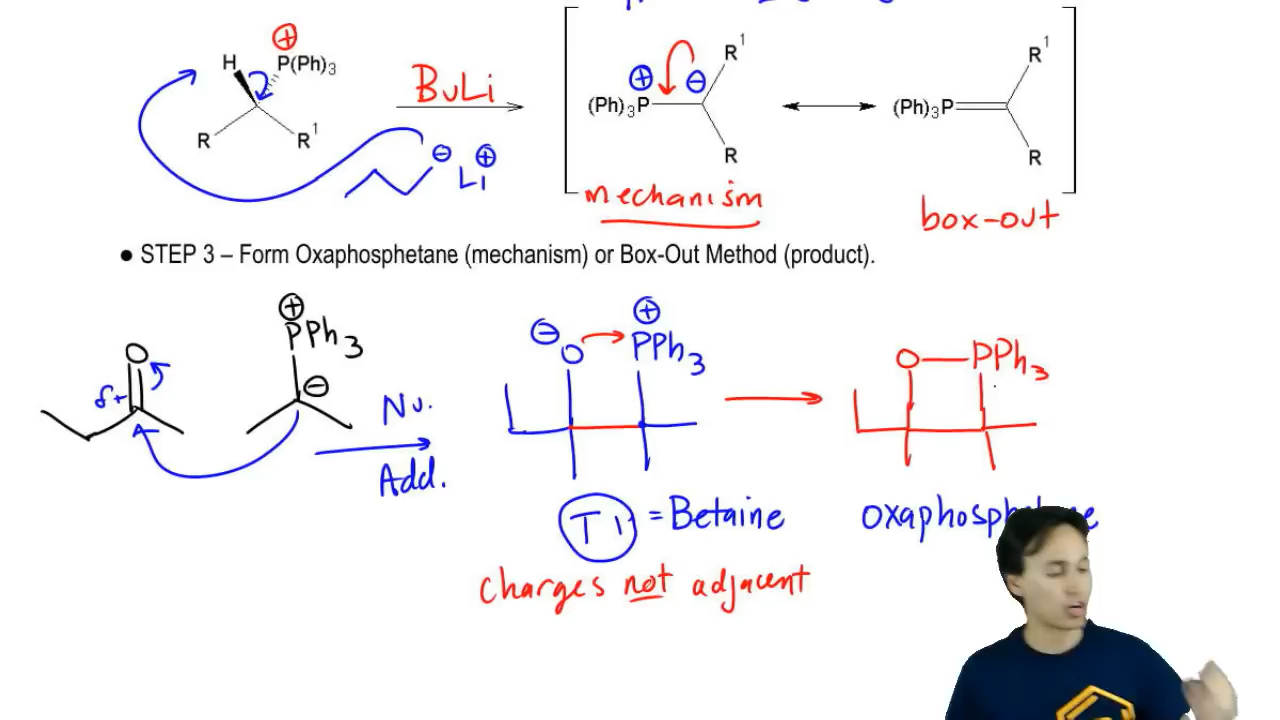 H
⊕
P(Ph)3
R
R1
BuLi
⊖
Li
⊕
⊕
⊖
(Ph)3P
R1
R
mechanism
(Ph)3P
R1
R
box-out
● STEP 3 – Form Oxaphosphetane (mechanism) or Box-Out Method (product).
O
δ+
⊕
PPh3
⊖
Nu.
Add.
⊖
O
⊕
PPh3
O
PPh3
TI = Betaine
charges not adjacent